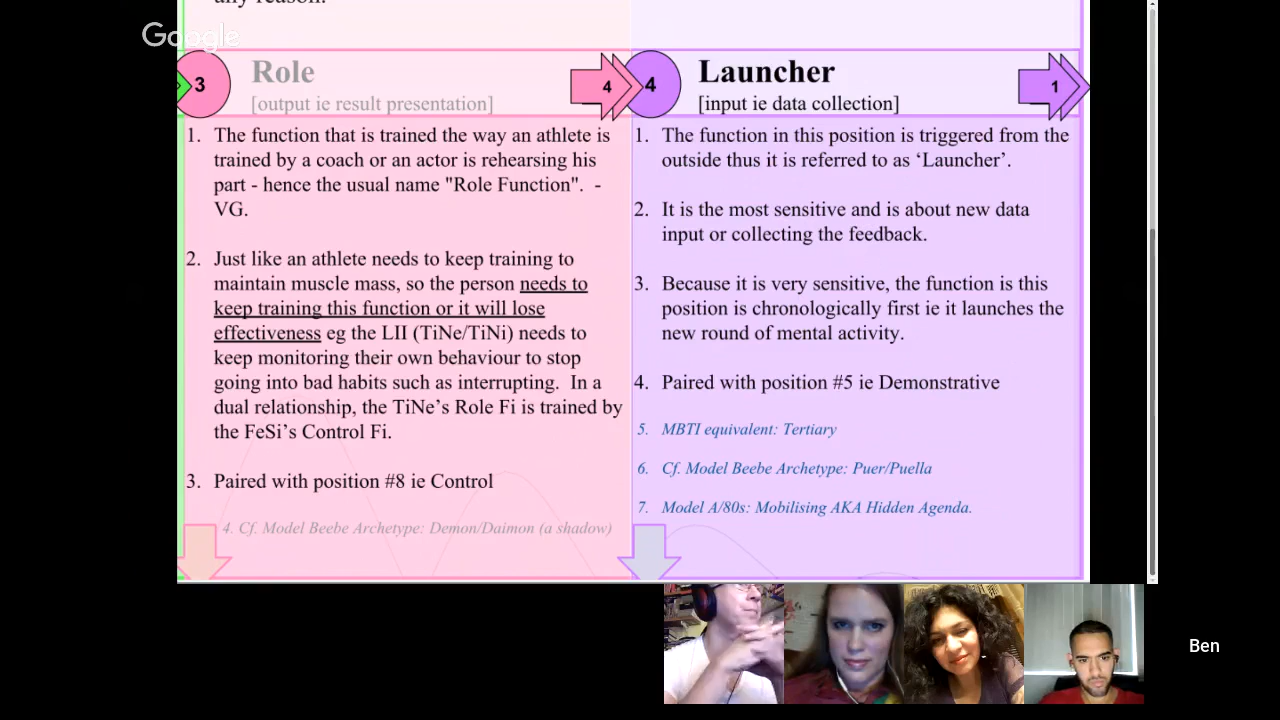 any reason.
Google
3
Role
[output ie result presentation]
4
1. The function that is trained the way an athlete is
trained by a coach or an actor is rehearsing his
part - hence the usual name "Role Function". -
VG.
2. Just like an athlete needs to keep training to
maintain muscle mass, so the person needs to
keep training this function or it will lose
effectiveness eg the LII (TiNe/TiNi) needs to
keep monitoring their own behaviour to stop
going into bad habits such as interrupting. In a
dual relationship, the TiNe’s Role Fi is trained by
the FeSi’s Control Fi.
3. Paired with position #8 ie Control
4. Cf. Model Beebe Archetype: Demon/Daimon (a shadow)
4
Launcher
[input ie data collection]
1
1. The function in this position is triggered from the
outside thus it is referred to as ‘Launcher’.
2. It is the most sensitive and is about new data
input or collecting the feedback.
3. Because it is very sensitive, the function is this
position is chronologically first ie it launches the
new round of mental activity.
4. Paired with position #5 ie Demonstrative
5. MBTI equivalent: Tertiary
6. Cf. Model Beebe Archetype: Puer/Puella
7. Model A/80s: Mobilising AKA Hidden Agenda.
Ben